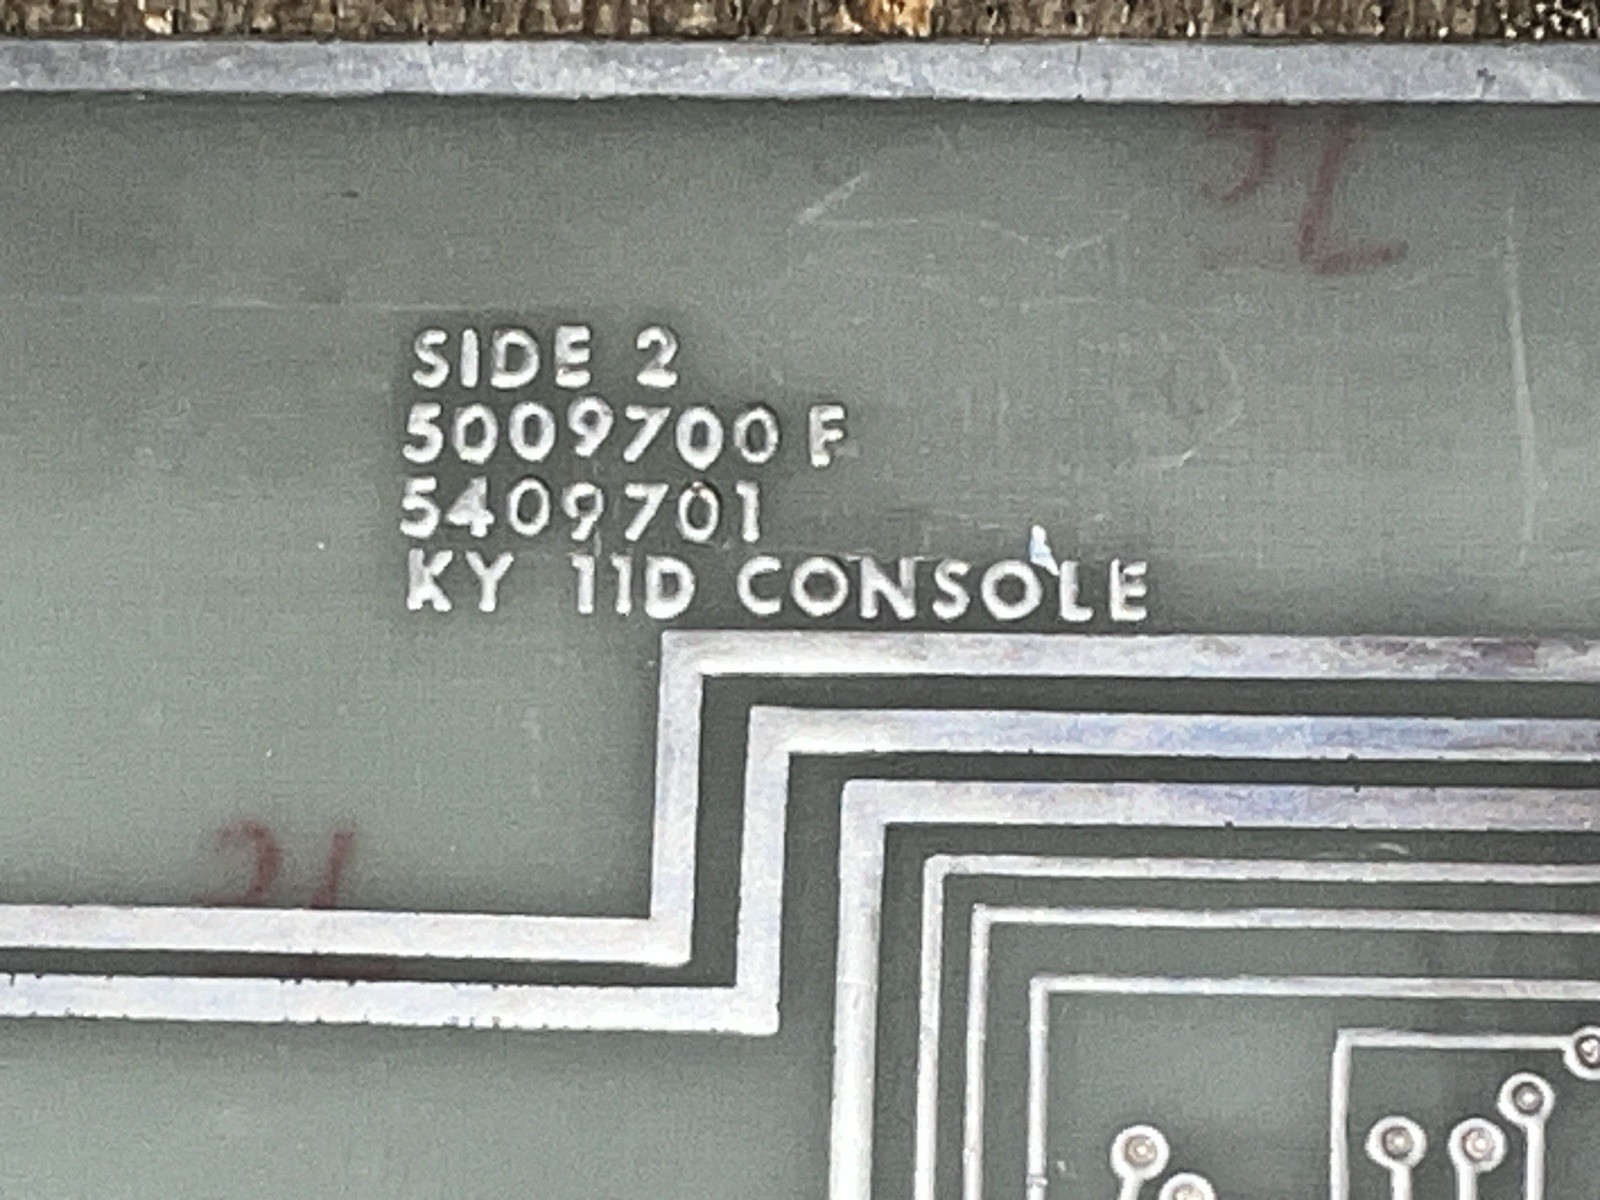 SIDE 2
5009700 F
5409701
KY 11D CONSOLE